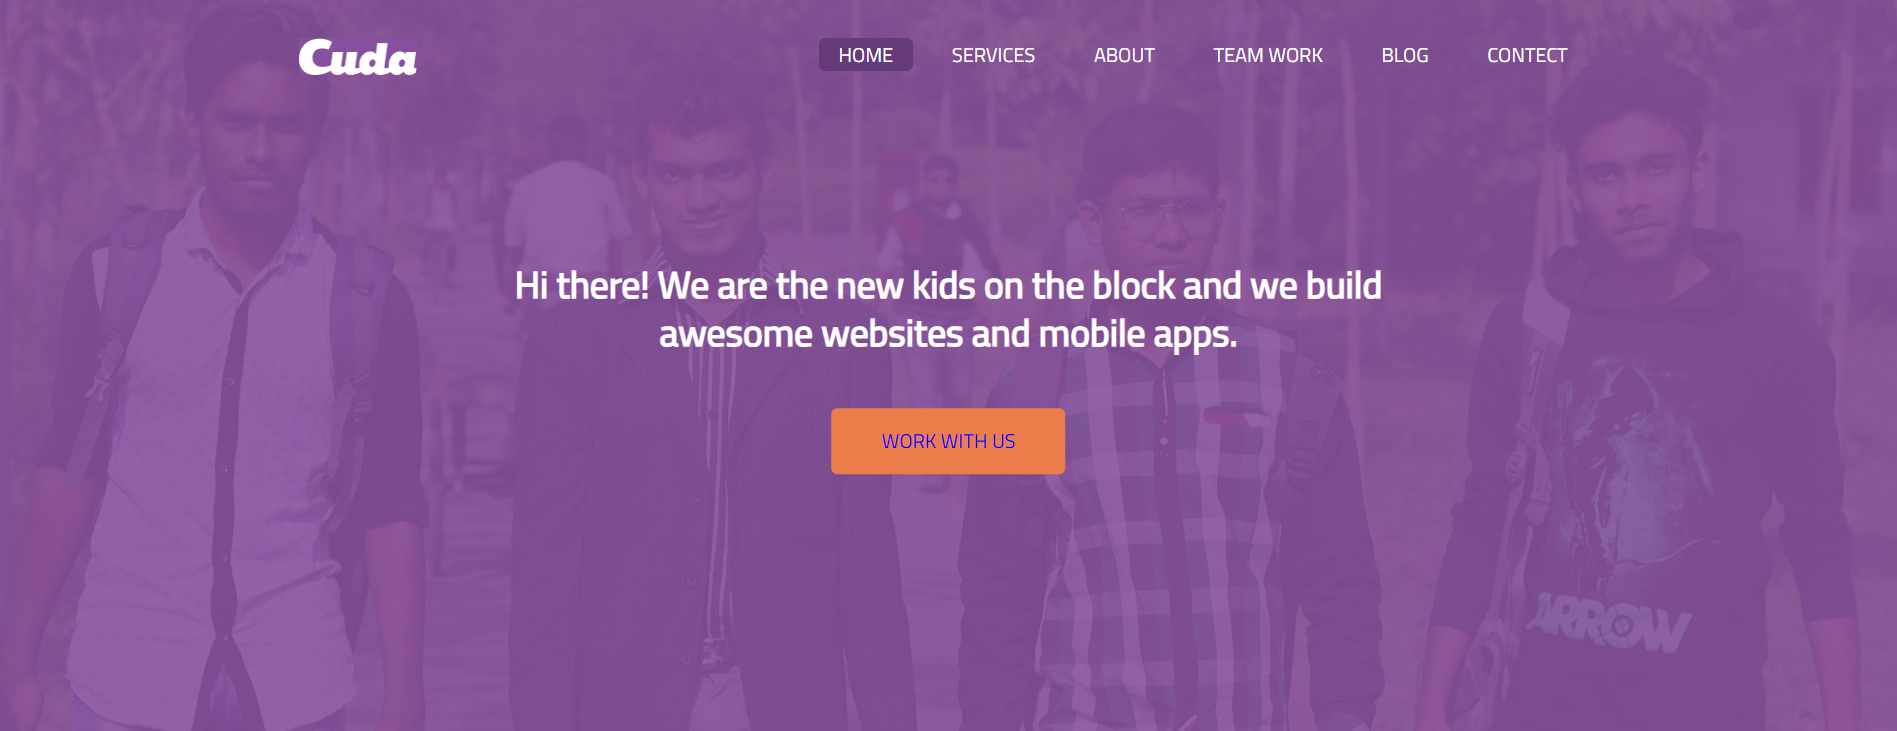 Cuda
HOME SERVICES ABOUT TEAM WORK BLOG CONTECT
Hi there! We are the new kids on the block and we build
awesome websites and mobile apps.
WORK WITH US
ARROW